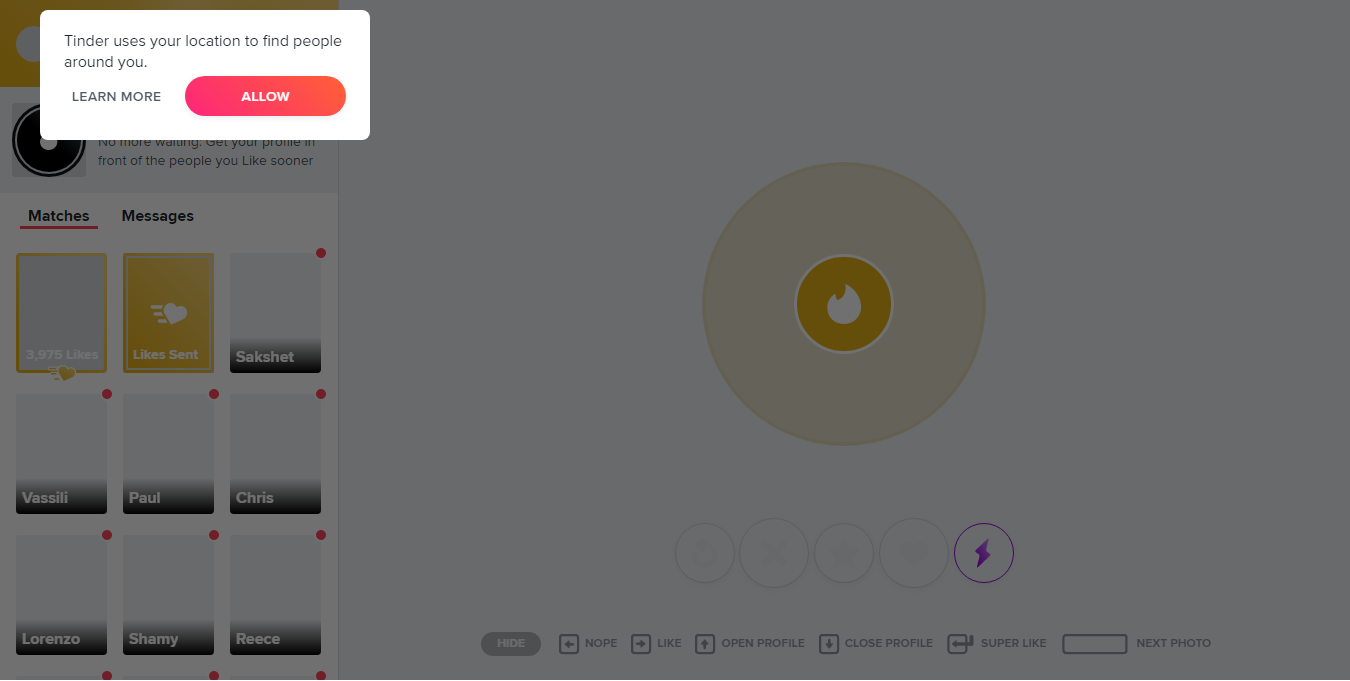 Tinder uses your location to find people
around you.
LEARN MORE ALLOW
No more waiting. Get your profile in
front of the people you Like sooner
Matches Messages
3,975 Likes Likes Sent Sakshet
Vassili Paul Chris
Lorenzo Shamy Reece
HIDE NOPE LIKE OPEN PROFILE CLOSE PROFILE SUPER LIKE NEXT PHOTO